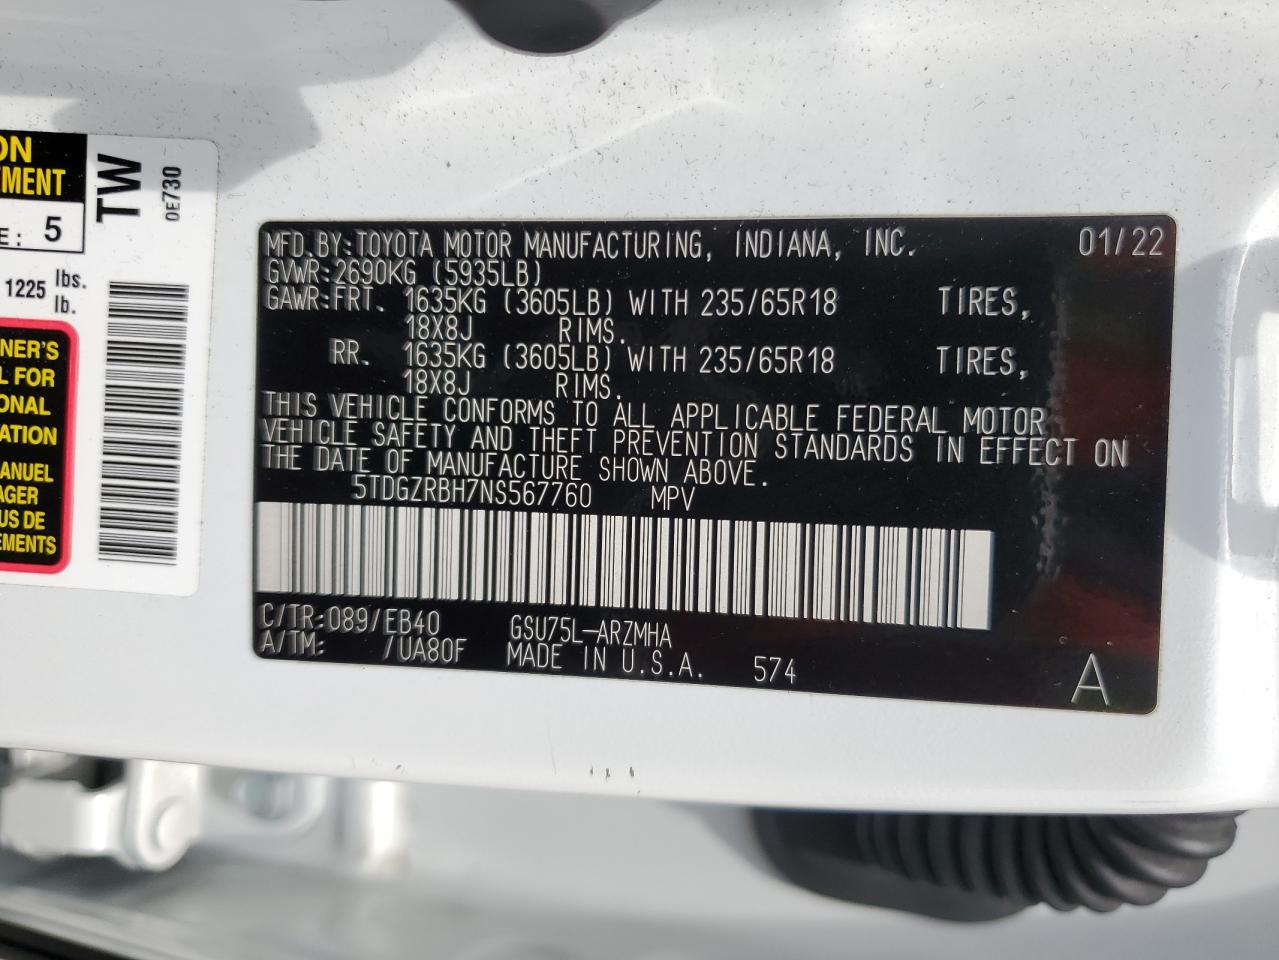 ON
TMENT
E: 5
1225 lbs.
lb.
NER'S
L FOR
ONAL
ATION
MANUEL
AGER
US DE
EMENTS
TW
0E730
MFD.BY:TOYOTA MOTOR MANUFACTURING, INDIANA, INC. 01/22
GVWR:2690KG (5935LB)
GAWR:FRT. 1635KG (3605LB) WITH 235/65R18 TIRES,
18X8J RIMS.
RR. 1635KG (3605LB) WITH 235/65R18 TIRES,
18X8J RIMS.
THIS VEHICLE CONFORMS TO ALL APPLICABLE FEDERAL MOTOR
VEHICLE SAFETY AND THEFT PREVENTION STANDARDS IN EFFECT ON
THE DATE OF MANUFACTURE SHOWN ABOVE.
5TDGZRBH7NS567760 MPV
C/TR:089/EB40 GSU75L-ARZMHA
A/TM: /UA80F MADE IN U.S.A. 574
A